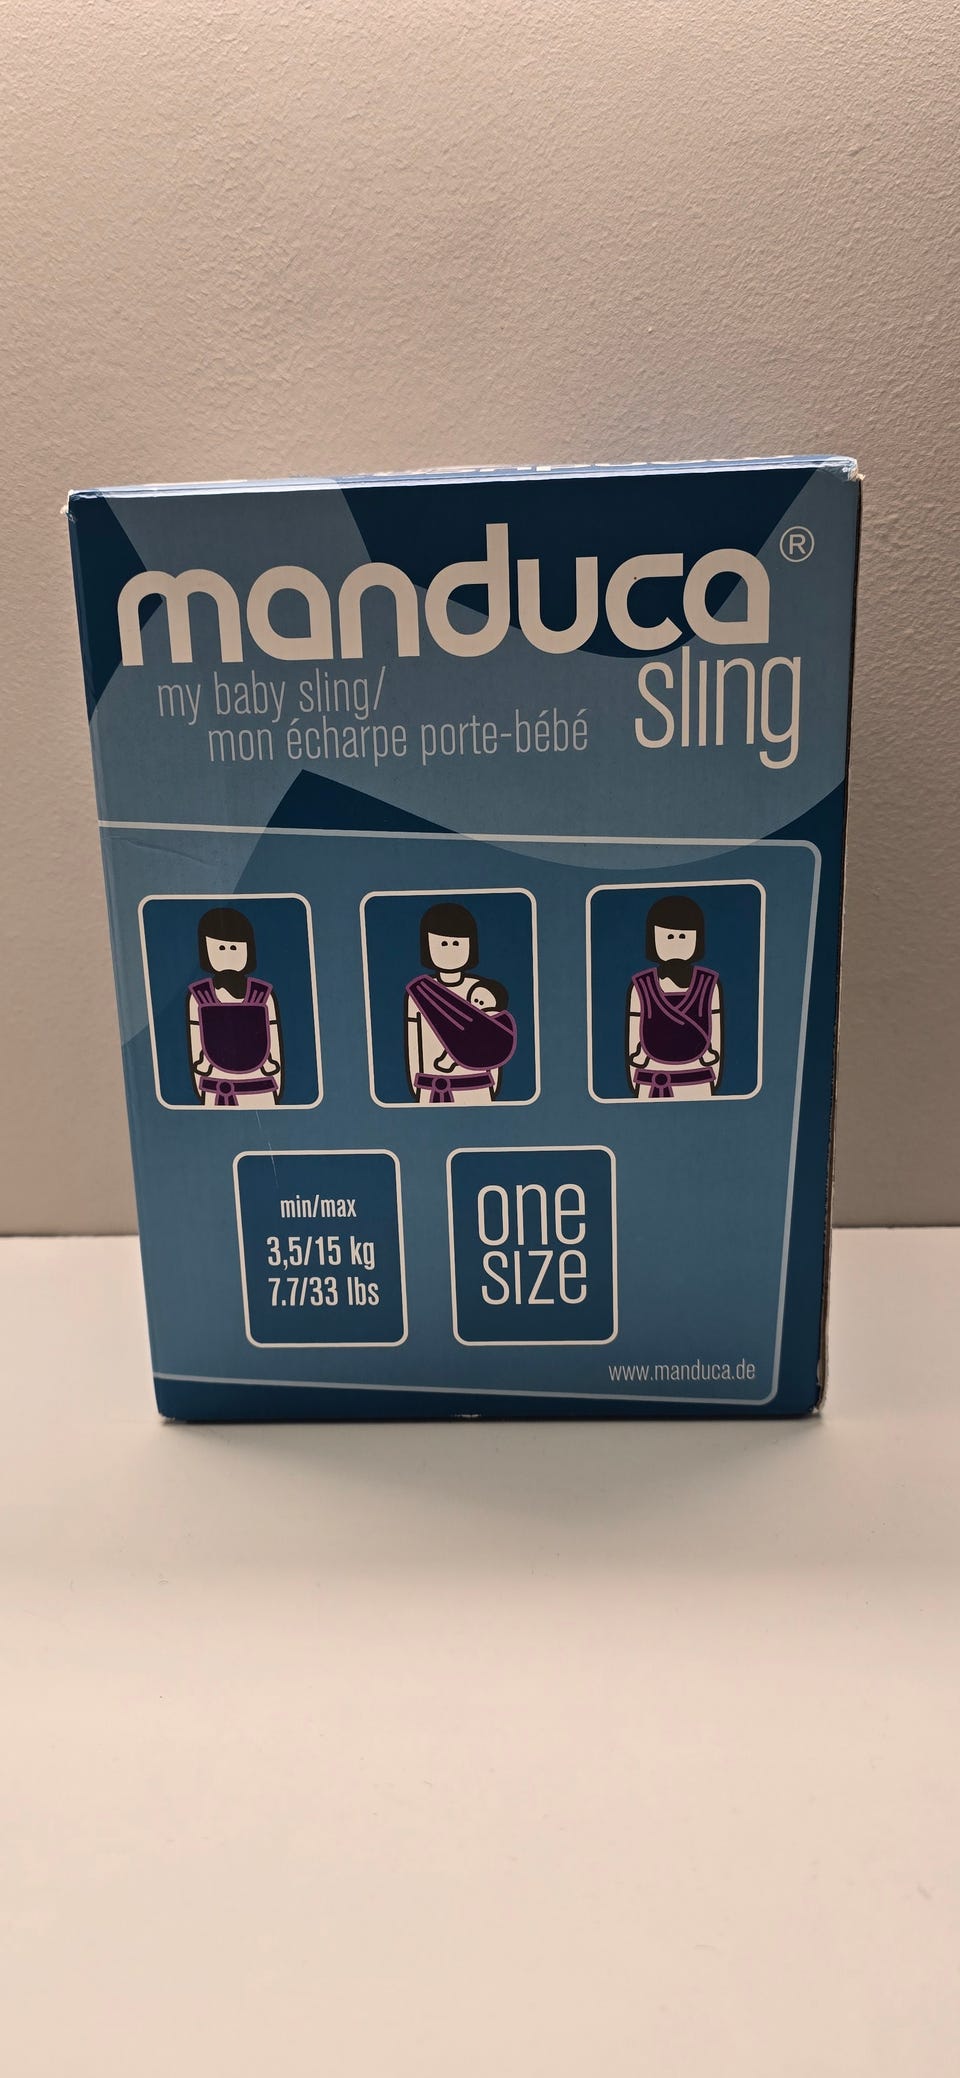 manduca®
sling
my baby sling/
mon écharpe porte-bébé
min/max
3,5/15 kg
7.7/33 lbs
one
size
www.manduca.de